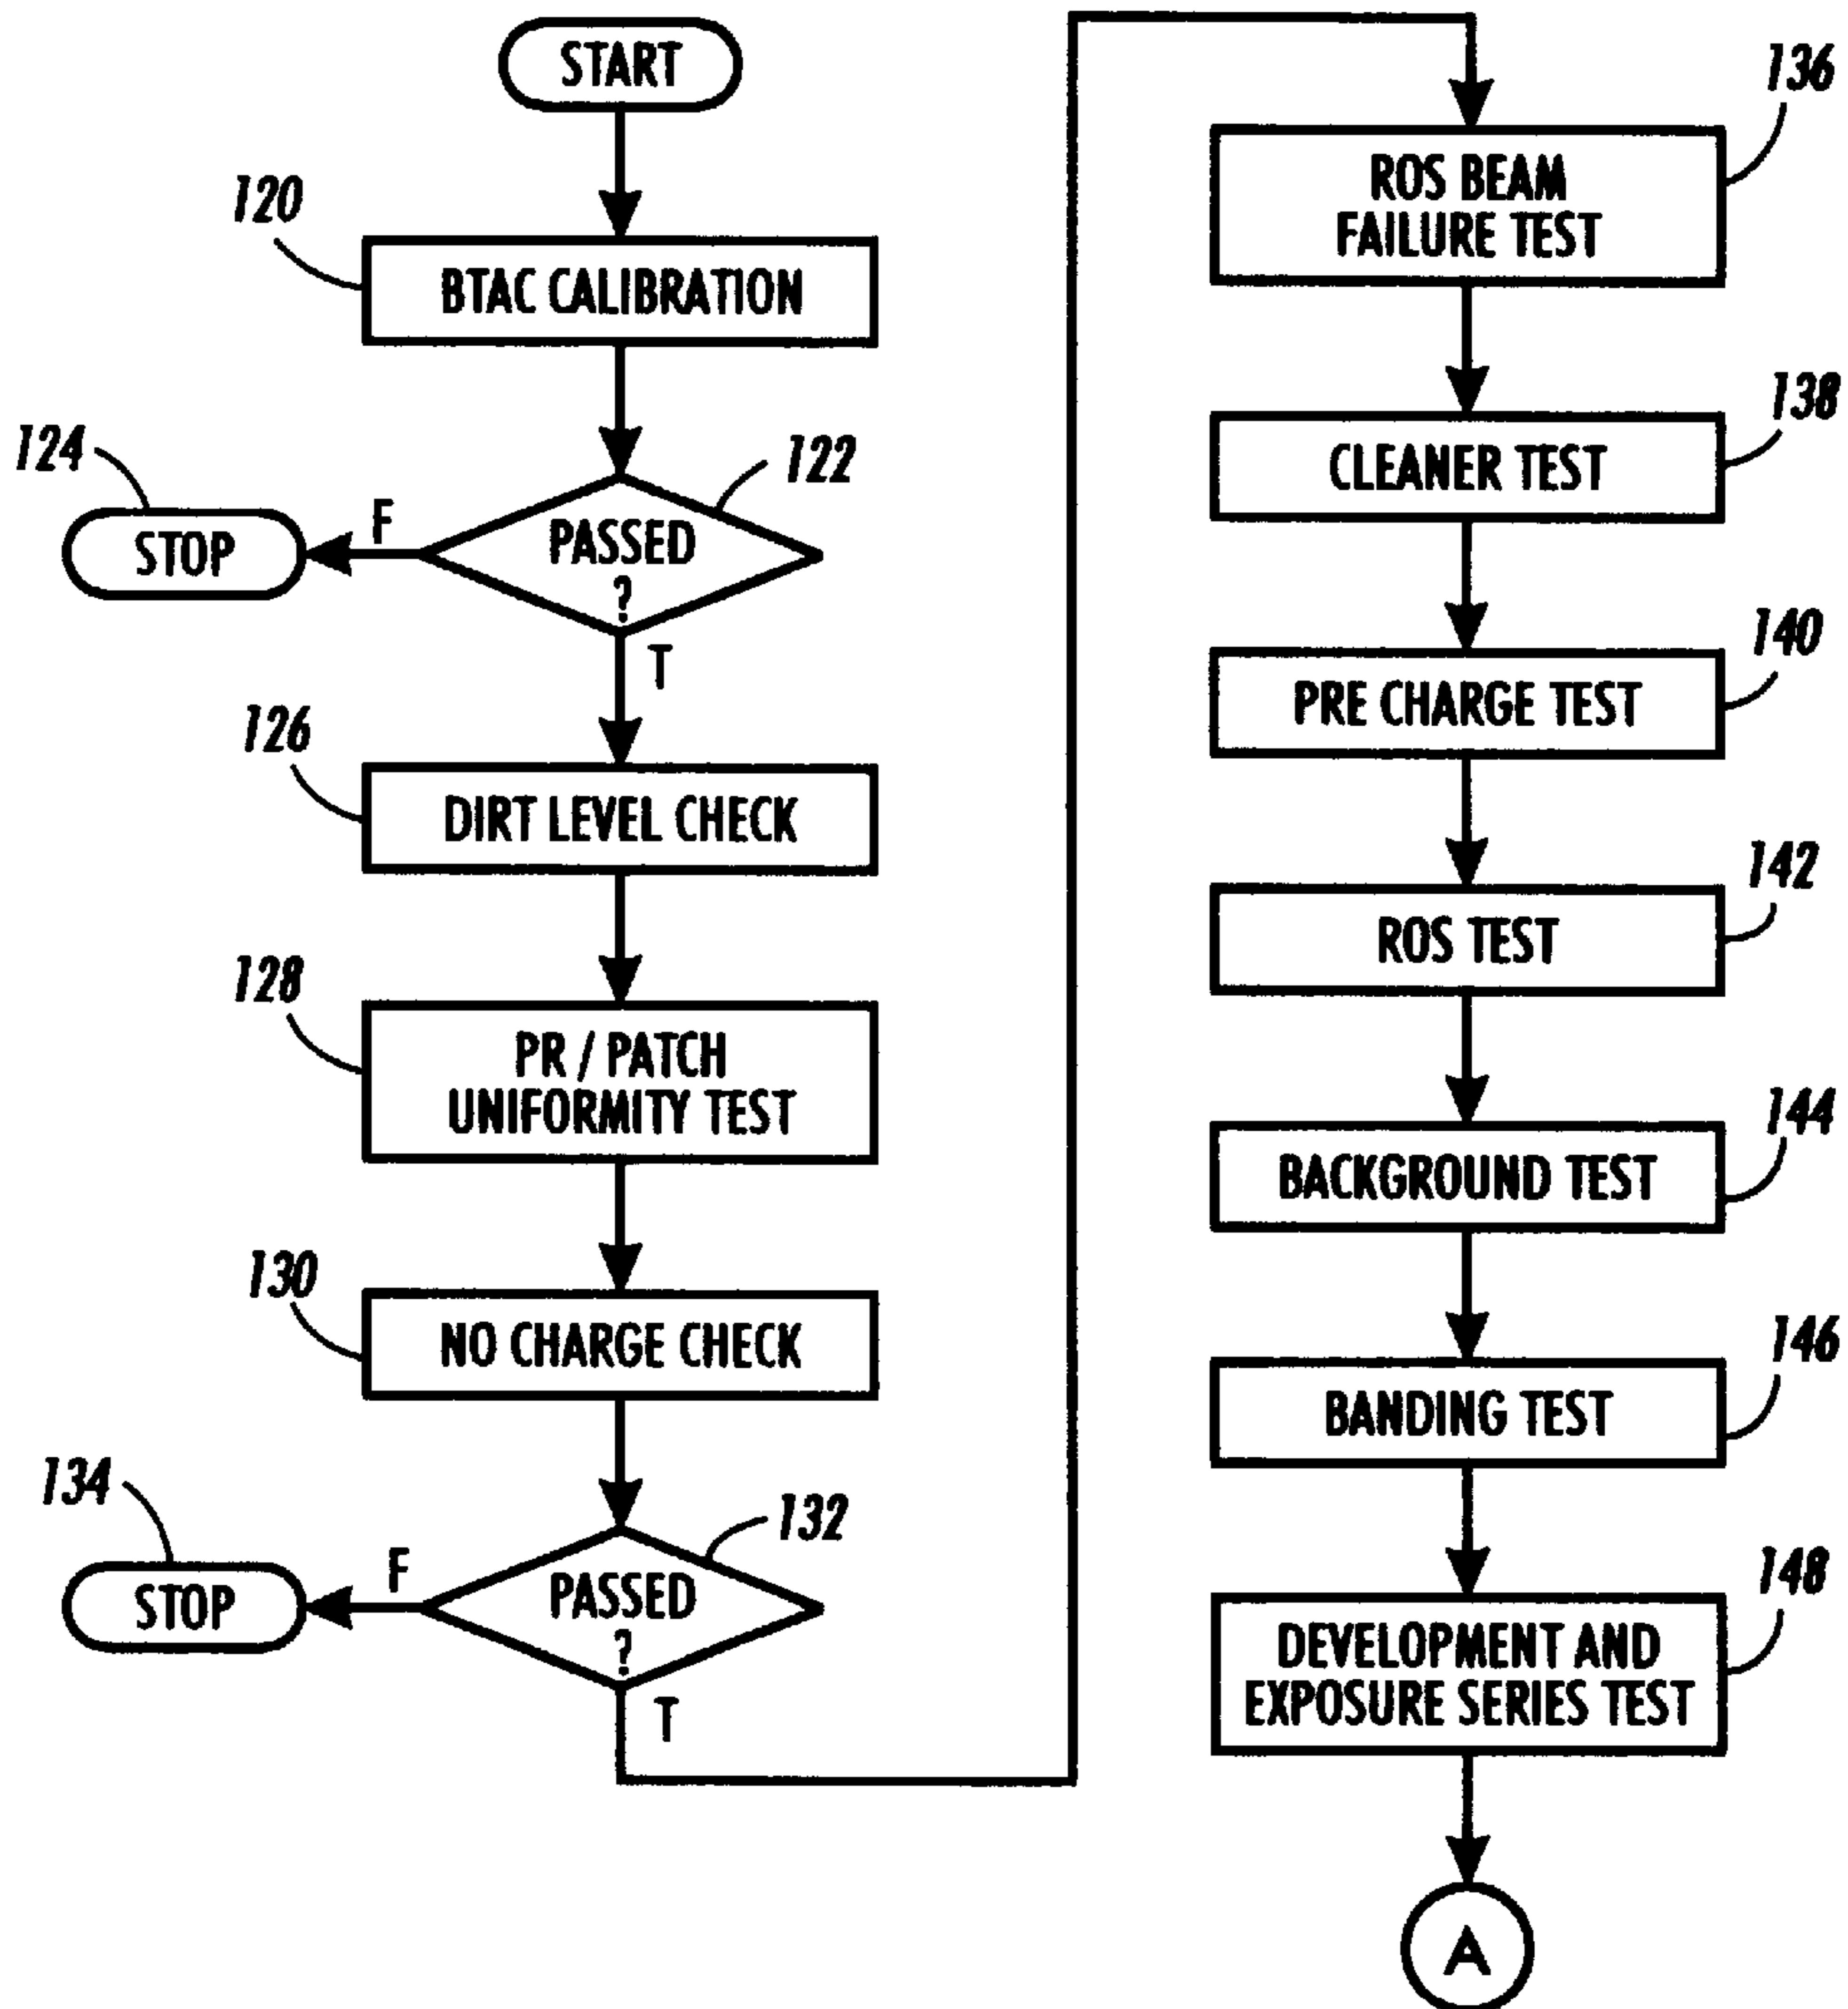 START
120
BTAC CALIBRATION
122
PASSED
?
F
124
STOP
T
126
DIRT LEVEL CHECK
128
PR / PATCH
UNIFORMITY TEST
130
NO CHARGE CHECK
132
PASSED
?
F
134
STOP
T
136
ROS BEAM
FAILURE TEST
138
CLEANER TEST
140
PRE CHARGE TEST
142
ROS TEST
144
BACKGROUND TEST
146
BANDING TEST
148
DEVELOPMENT AND
EXPOSURE SERIES TEST
A